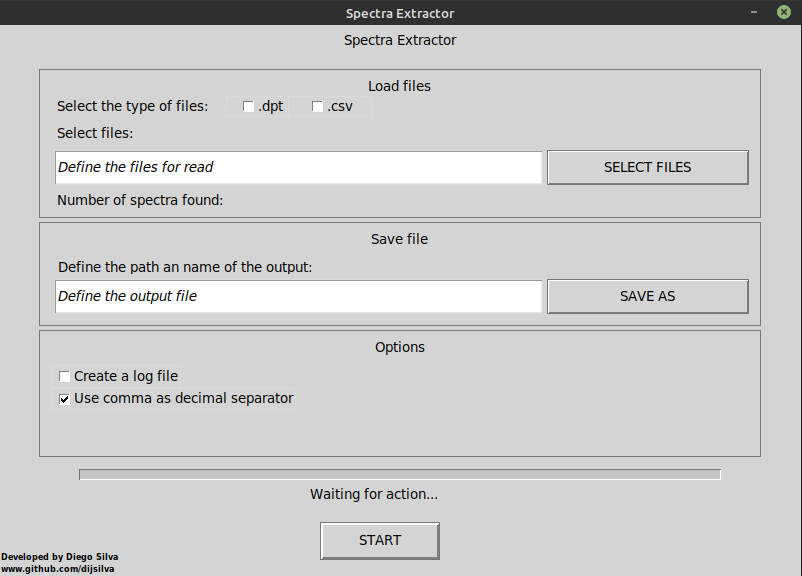 Spectra Extractor
Spectra Extractor
Load files
Select the type of files: .dpt .csv
Select files:
Define the files for read SELECT FILES
Number of spectra found:
Save file
Define the path an name of the output:
Define the output file SAVE AS
Options
Create a log file
Use comma as decimal separator
Waiting for action...
START
Developed by Diego Silva
www.github.com/dijsilva